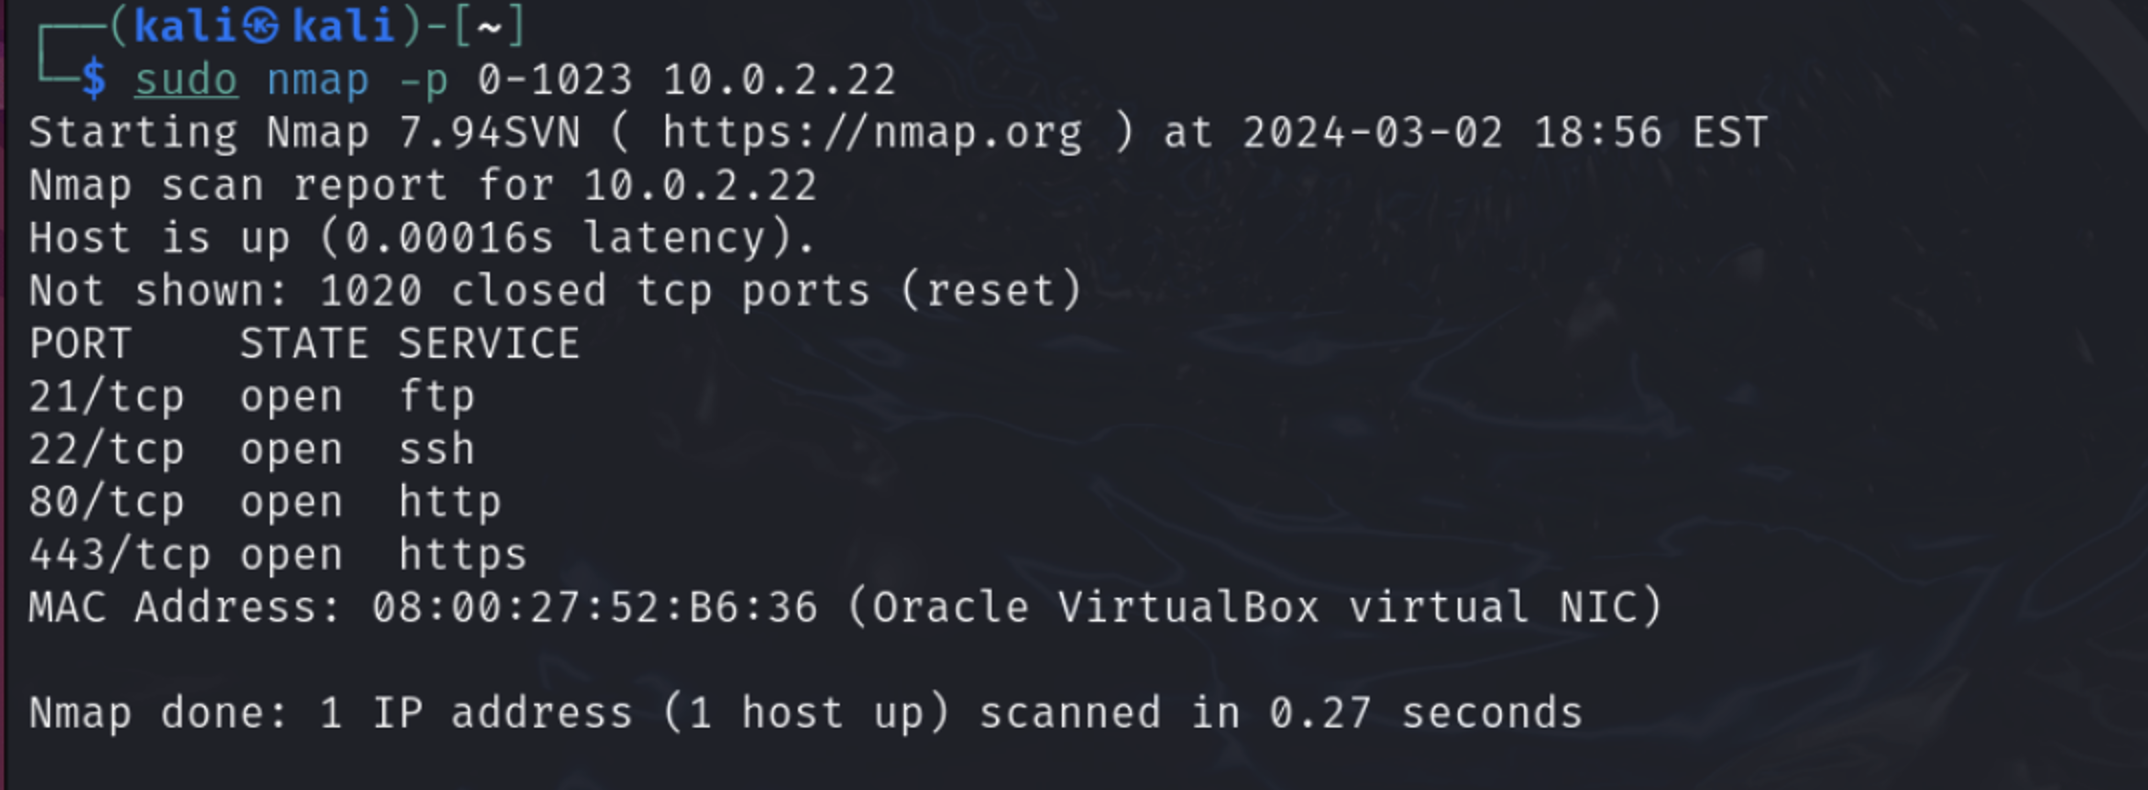 ┌──(kali㉿kali)-[~]
└─$ sudo nmap -p 0-1023 10.0.2.22
Starting Nmap 7.94SVN ( https://nmap.org ) at 2024-03-02 18:56 EST
Nmap scan report for 10.0.2.22
Host is up (0.00016s latency).
Not shown: 1020 closed tcp ports (reset)
PORT    STATE SERVICE
21/tcp  open  ftp
22/tcp  open  ssh
80/tcp  open  http
443/tcp open  https
MAC Address: 08:00:27:52:B6:36 (Oracle VirtualBox virtual NIC)
Nmap done: 1 IP address (1 host up) scanned in 0.27 seconds